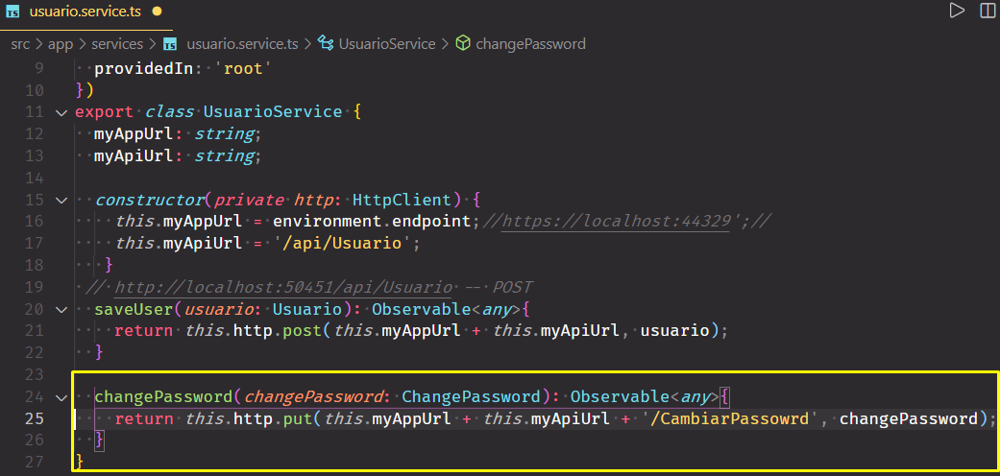 TS usuario.service.ts
src > app > services > TS usuario.service.ts > UsuarioService > changePassword
9 providedIn: 'root'
10 })
11 export class UsuarioService {
12 myAppUrl: string;
13 myApiUrl: string;
14
15 constructor(private http: HttpClient) {
16 this.myAppUrl = environment.endpoint;//https://localhost:44329';//
17 this.myApiUrl = '/api/Usuario';
18 }
19 // http://localhost:50451/api/Usuario -- POST
20 saveUser(usuario: Usuario): Observable<any>{
21 return this.http.post(this.myAppUrl + this.myApiUrl, usuario);
22 }
23
24 changePassword(changePassword: ChangePassword): Observable<any>{
25 return this.http.put(this.myAppUrl + this.myApiUrl + '/CambiarPassowrd', changePassword);
26 }
27 }